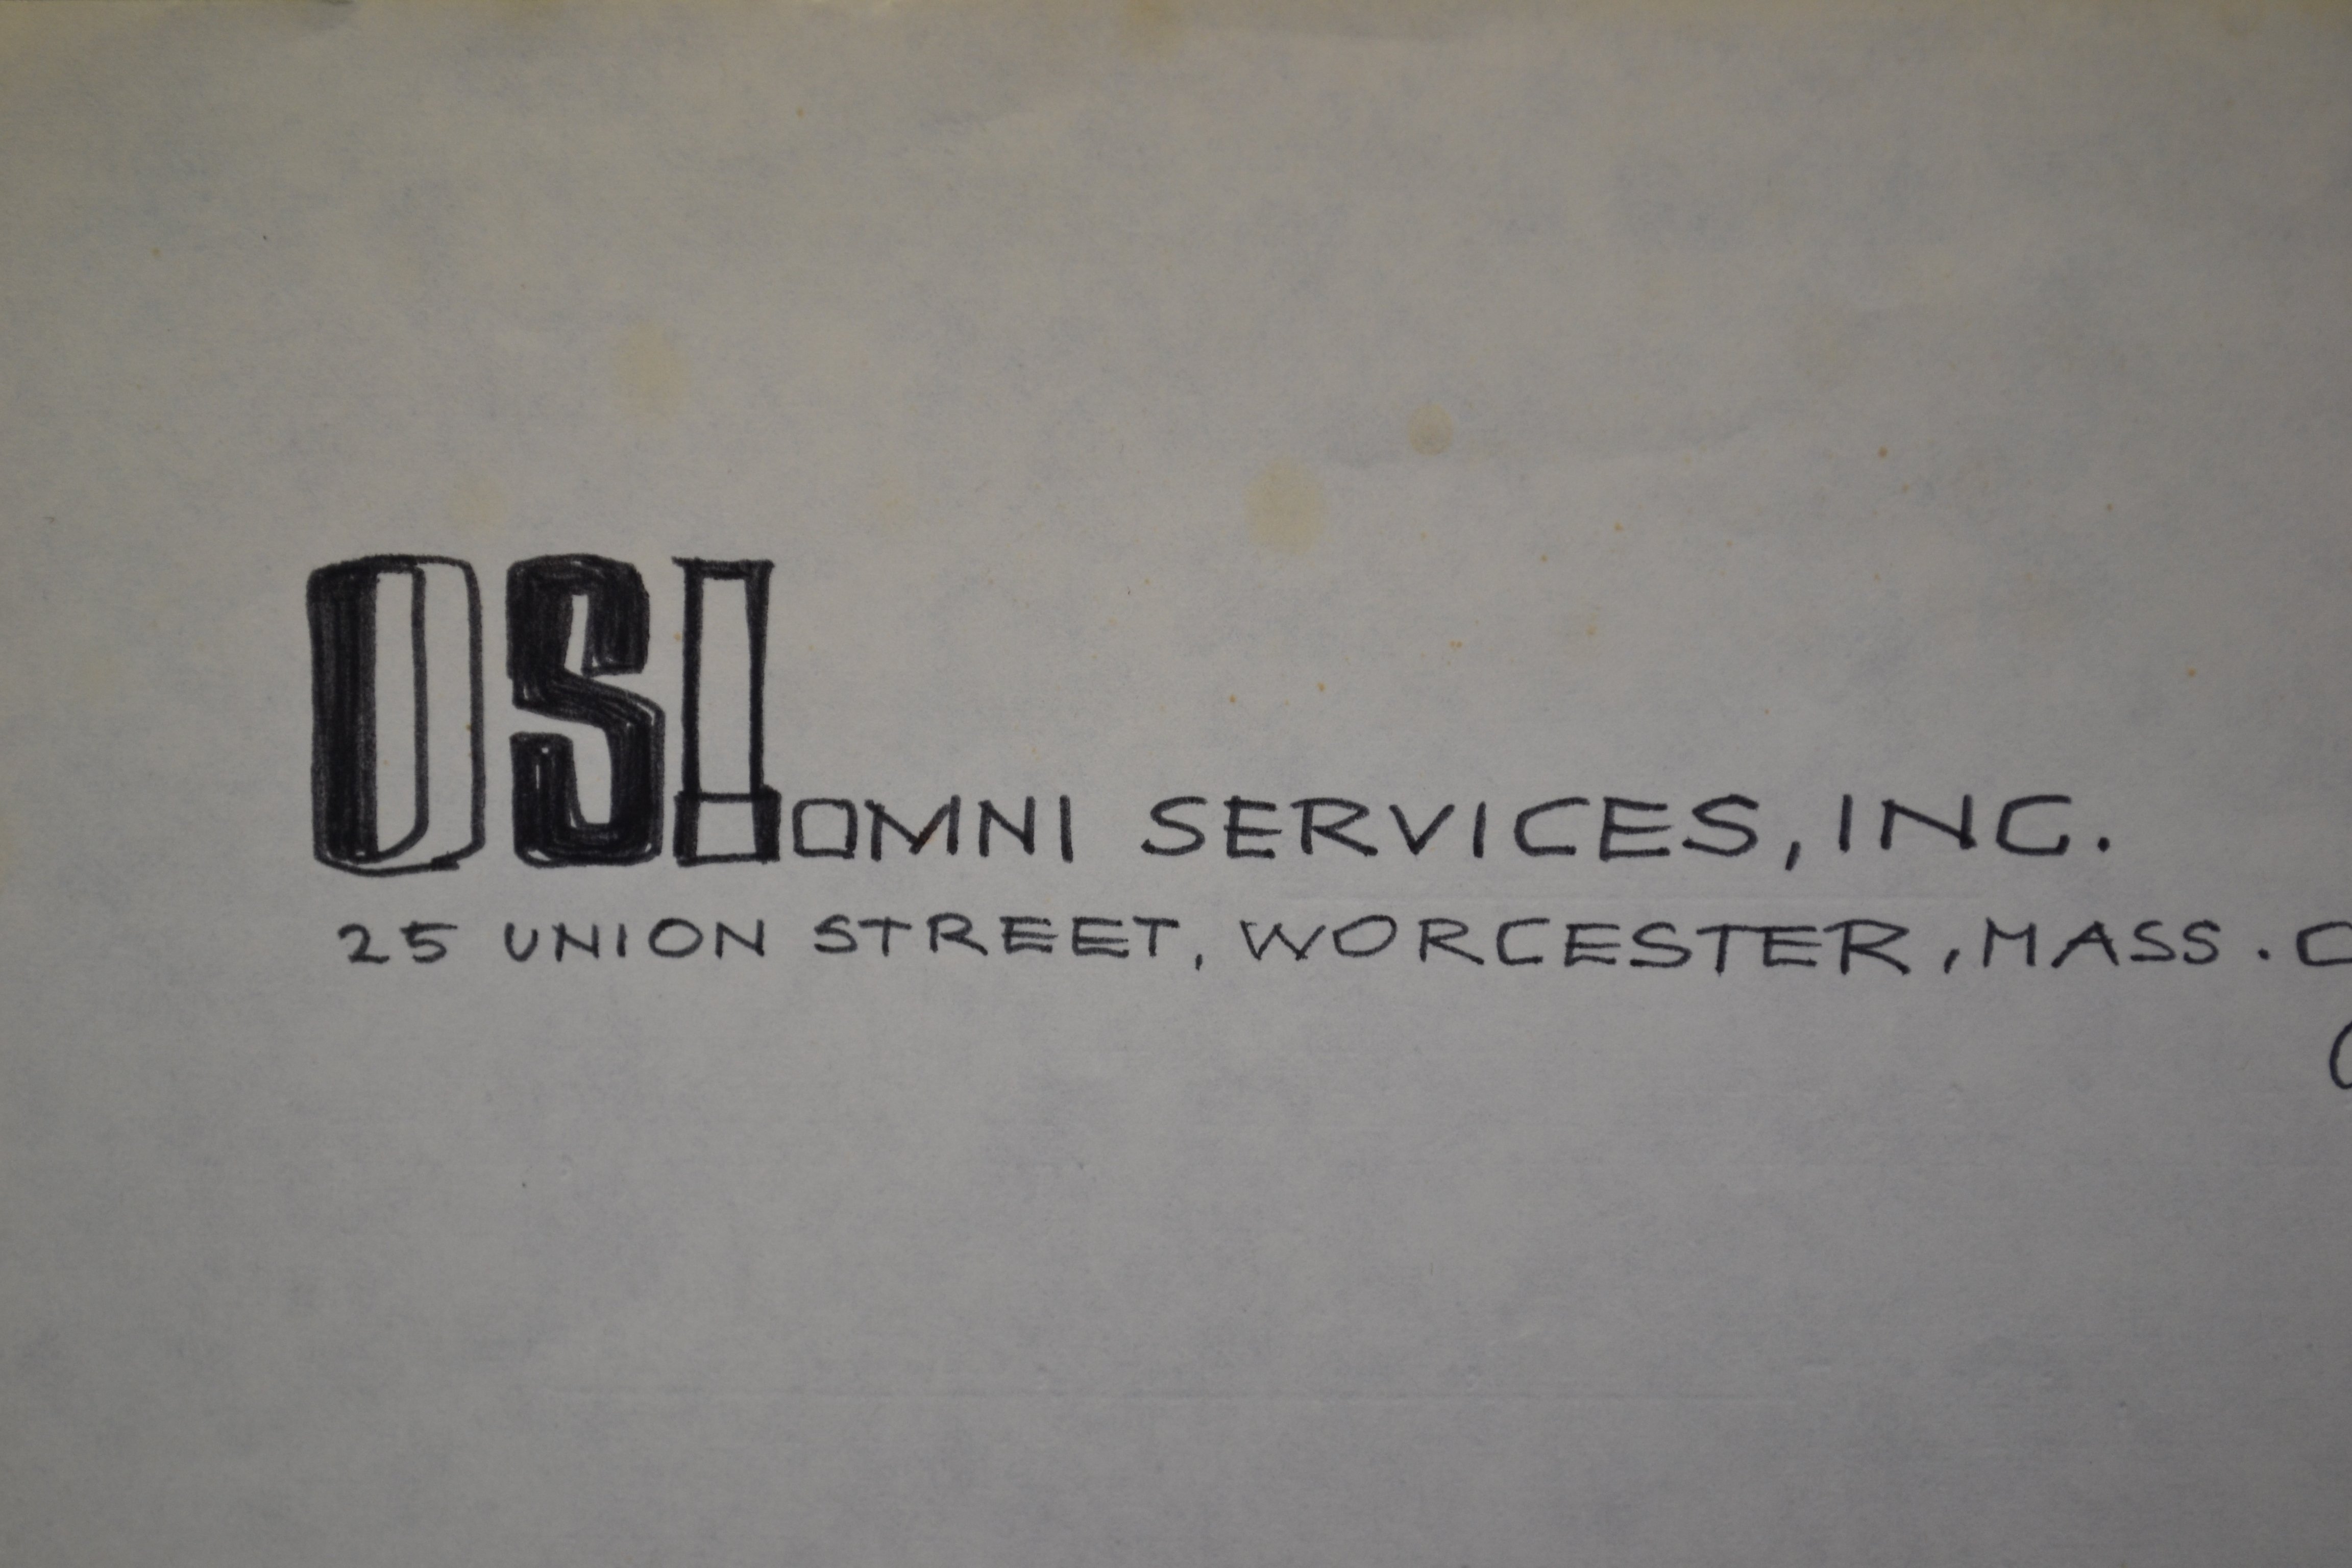 OSI OMNI SERVICES, INC.
25 UNION STREET, WORCESTER, MASS.